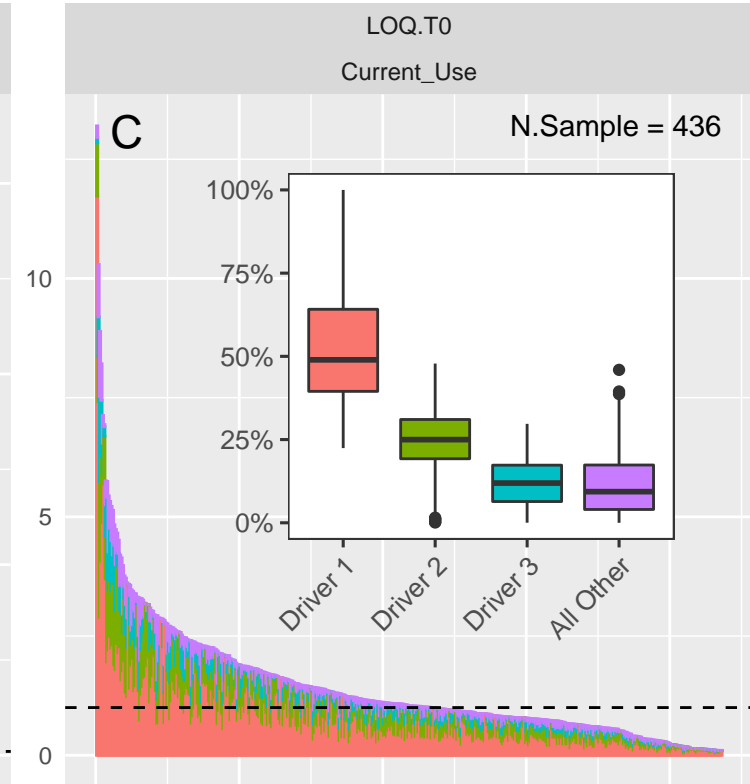 LOQ.T0
Current_Use
C
N.Sample = 436
100%
75%
50%
25%
0%
Driver 1
Driver 2
Driver 3
All Other
10
5
0